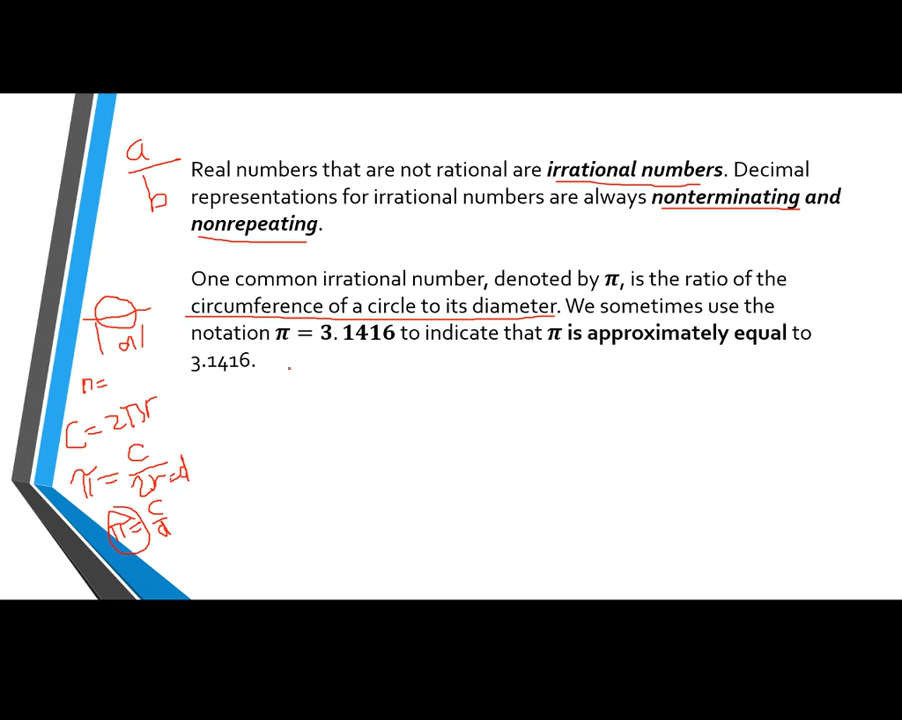 a
b
Real numbers that are not rational are irrational numbers. Decimal
representations for irrational numbers are always nonterminating and
nonrepeating.
One common irrational number, denoted by π, is the ratio of the
circumference of a circle to its diameter. We sometimes use the
notation π = 3.1416 to indicate that π is approximately equal to
3.1416.
C = 2πr
π = C/2r=d
π = C/d